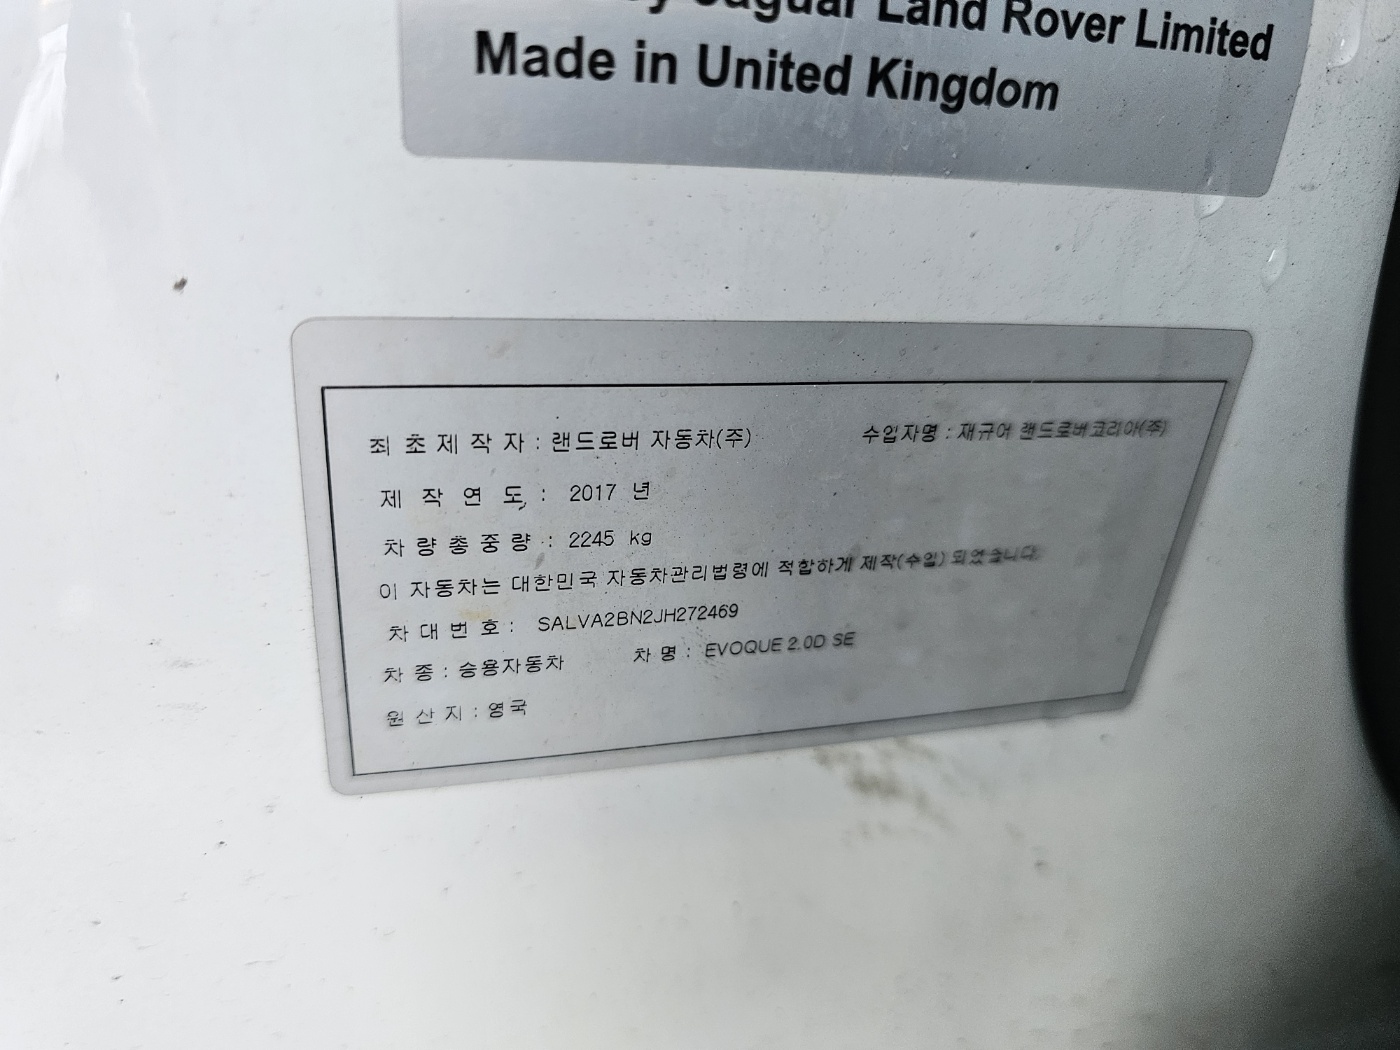 by Jaguar Land Rover Limited
Made in United Kingdom
최초제작자 : 랜드로버 자동차(주) 수입자명 : 재규어 랜드로버코리아(주)
제작연도 : 2017 년
차량총중량 : 2245 kg
이 자동차는 대한민국 자동차관리법령에 적합하게 제작(수입) 되었습니다.
차대번호 : SALVA2BN2JH272469
차종 : 승용자동차 차명 : EVOQUE 2.0D SE
원산지 : 영국